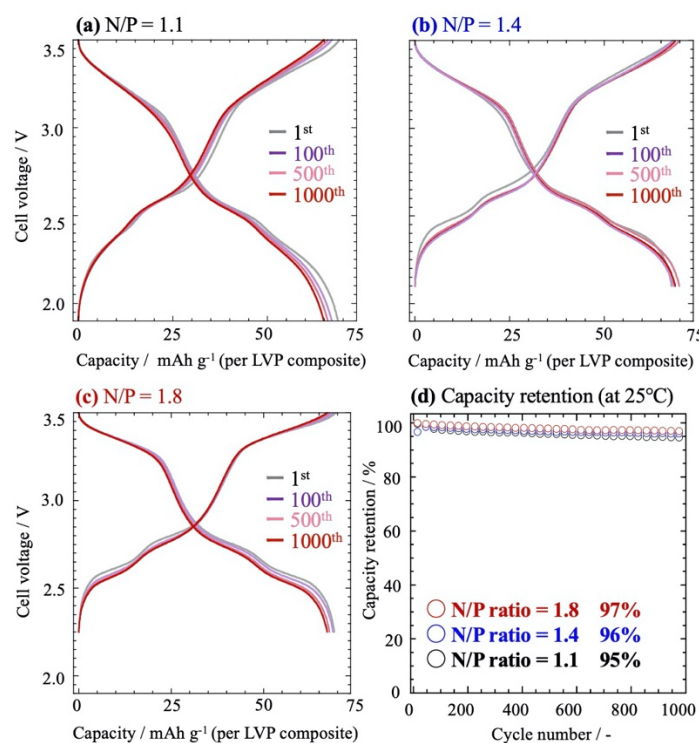 (a) N/P = 1.1
3.5
3.0
2.5
2.0
Cell voltage / V
1st
100th
500th
1000th
0 25 50 75
Capacity / mAh g-1 (per LVP composite)
(b) N/P = 1.4
1st
100th
500th
1000th
0 25 50 75
Capacity / mAh g-1 (per LVP composite)
(c) N/P = 1.8
3.5
3.0
2.5
Cell voltage / V
1st
100th
500th
1000th
0 25 50 75
Capacity / mAh g-1 (per LVP composite)
(d) Capacity retention (at 25°C)
100
80
60
40
20
0
Capacity retention / %
N/P ratio = 1.8 97%
N/P ratio = 1.4 96%
N/P ratio = 1.1 95%
0 200 400 600 800 1000
Cycle number / -